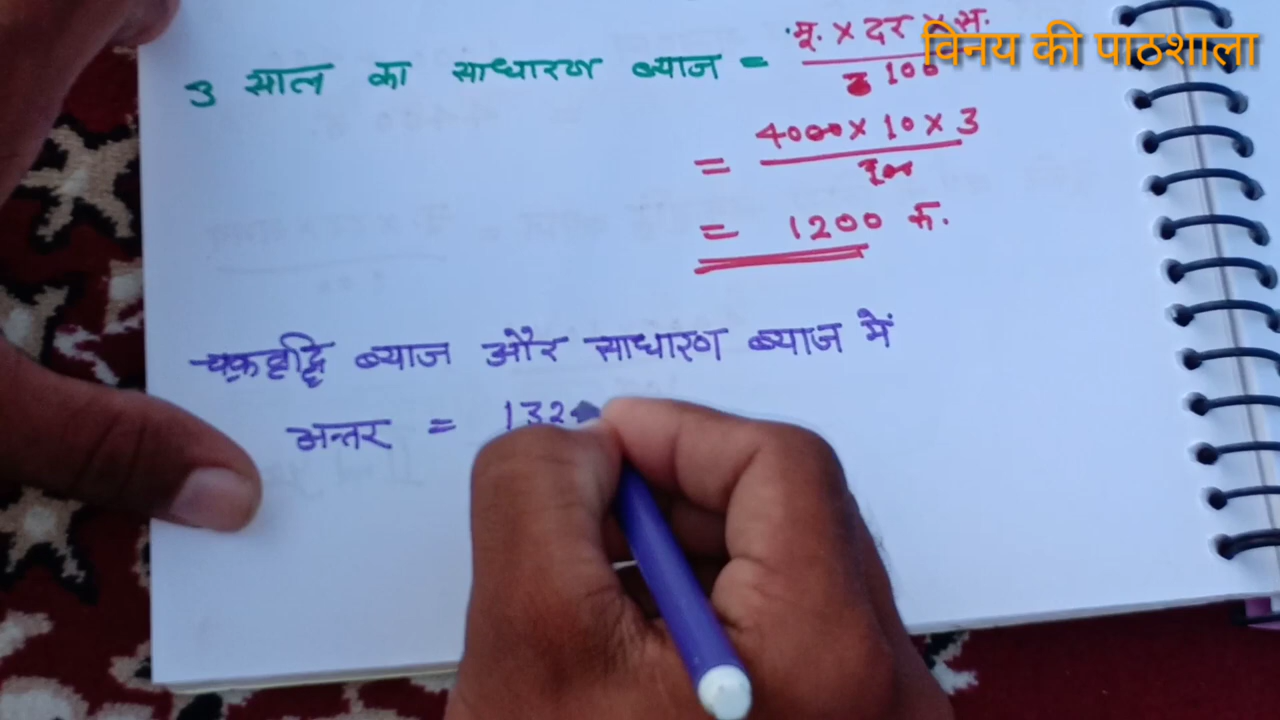 विनय की पाठशाला
3 साल का साधारण ब्याज = मू. × दर × स.
100
= 4000 × 10 × 3
100
= 1200 रु.
चक्रवृद्धि ब्याज और साधारण ब्याज में
अन्तर = 132